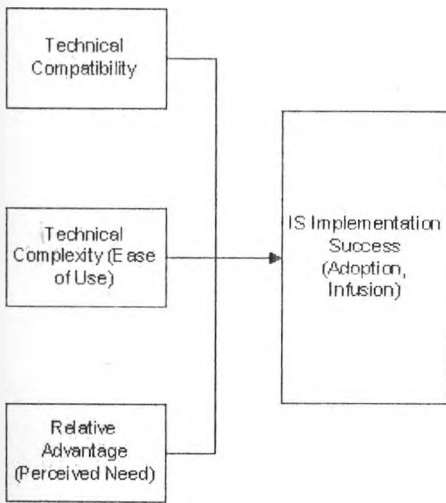 Technical
Compatibility
Technical
Complexity (Ease
of Use)
Relative
Advantage
(Perceived Need)
IS Implementation
Success
(Adoption,
Infusion)